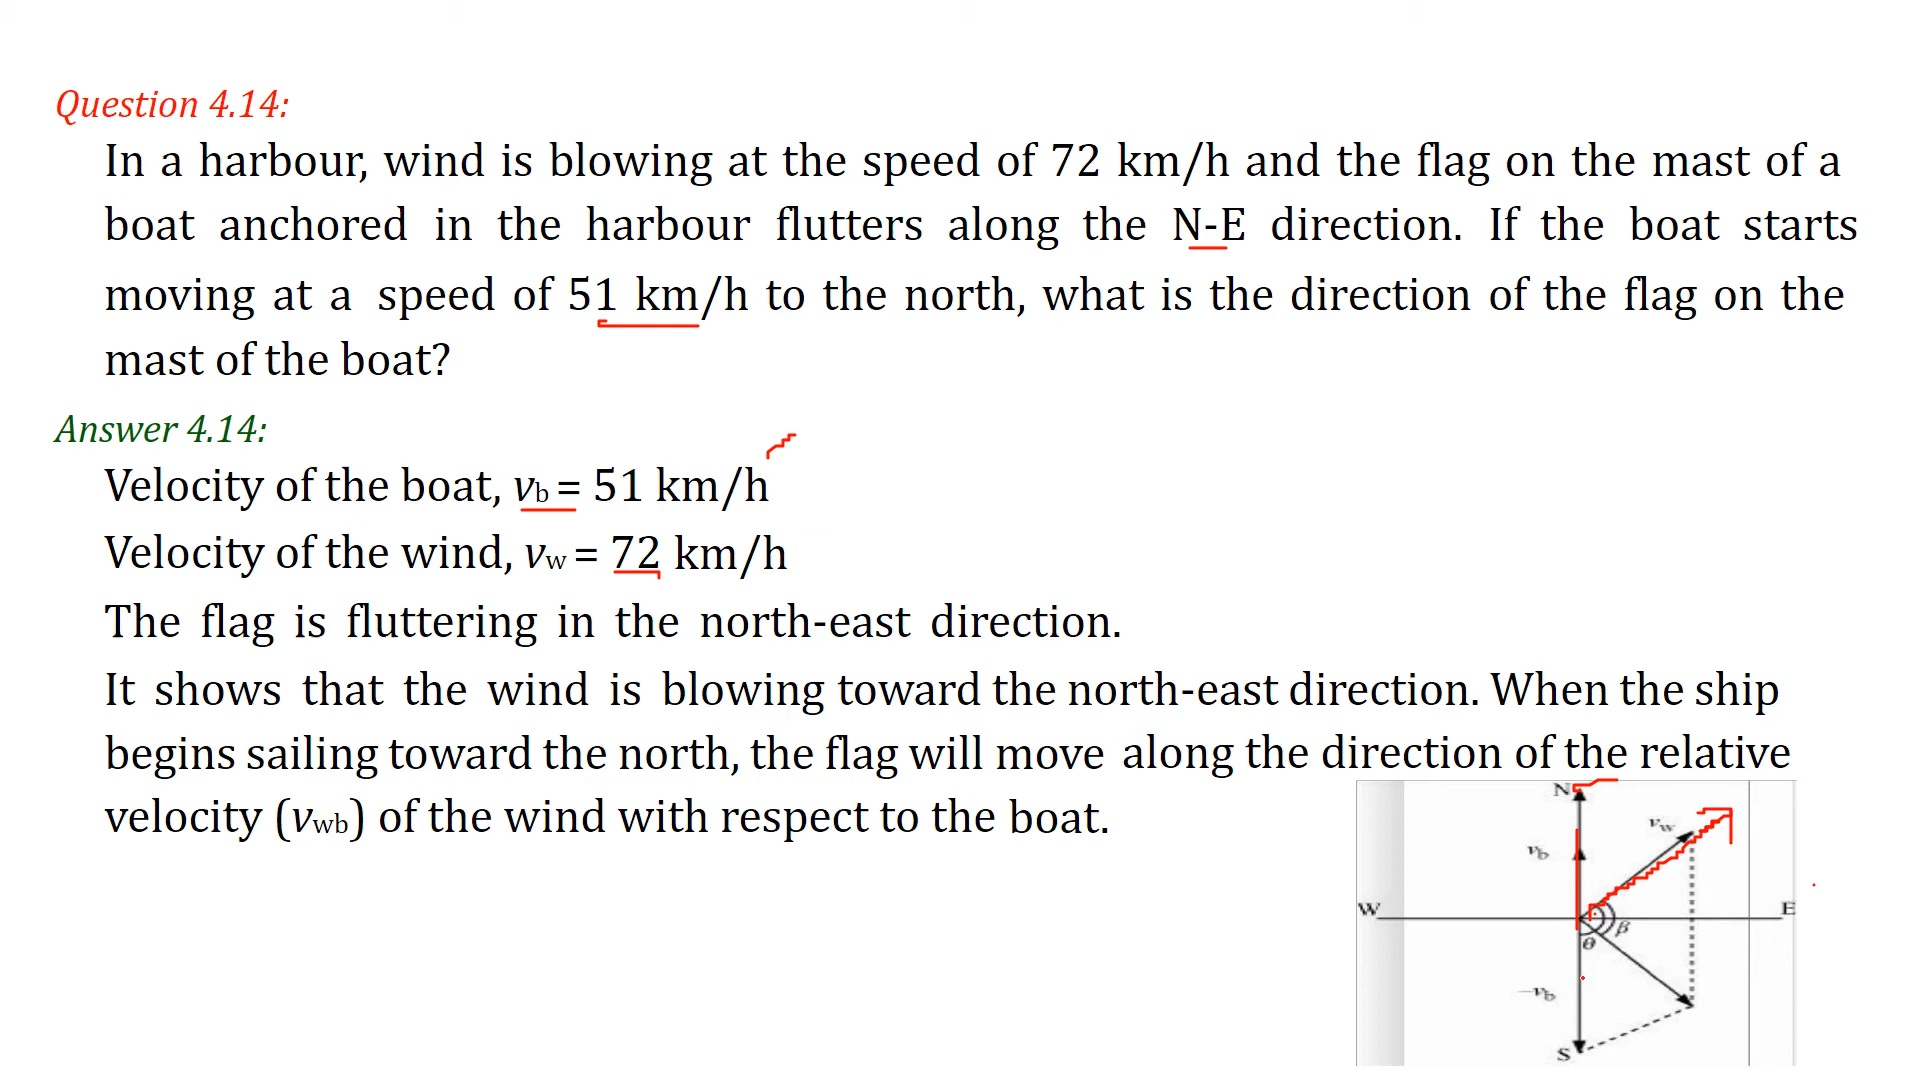 Question 4.14:
In a harbour, wind is blowing at the speed of 72 km/h and the flag on the mast of a
boat anchored in the harbour flutters along the N-E direction. If the boat starts
moving at a speed of 51 km/h to the north, what is the direction of the flag on the
mast of the boat?
Answer 4.14:
Velocity of the boat, vb = 51 km/h
Velocity of the wind, vw = 72 km/h
The flag is fluttering in the north-east direction.
It shows that the wind is blowing toward the north-east direction. When the ship
begins sailing toward the north, the flag will move along the direction of the relative
velocity (vwb) of the wind with respect to the boat.
N
vw
vb
W
E
β
θ
−vb
S